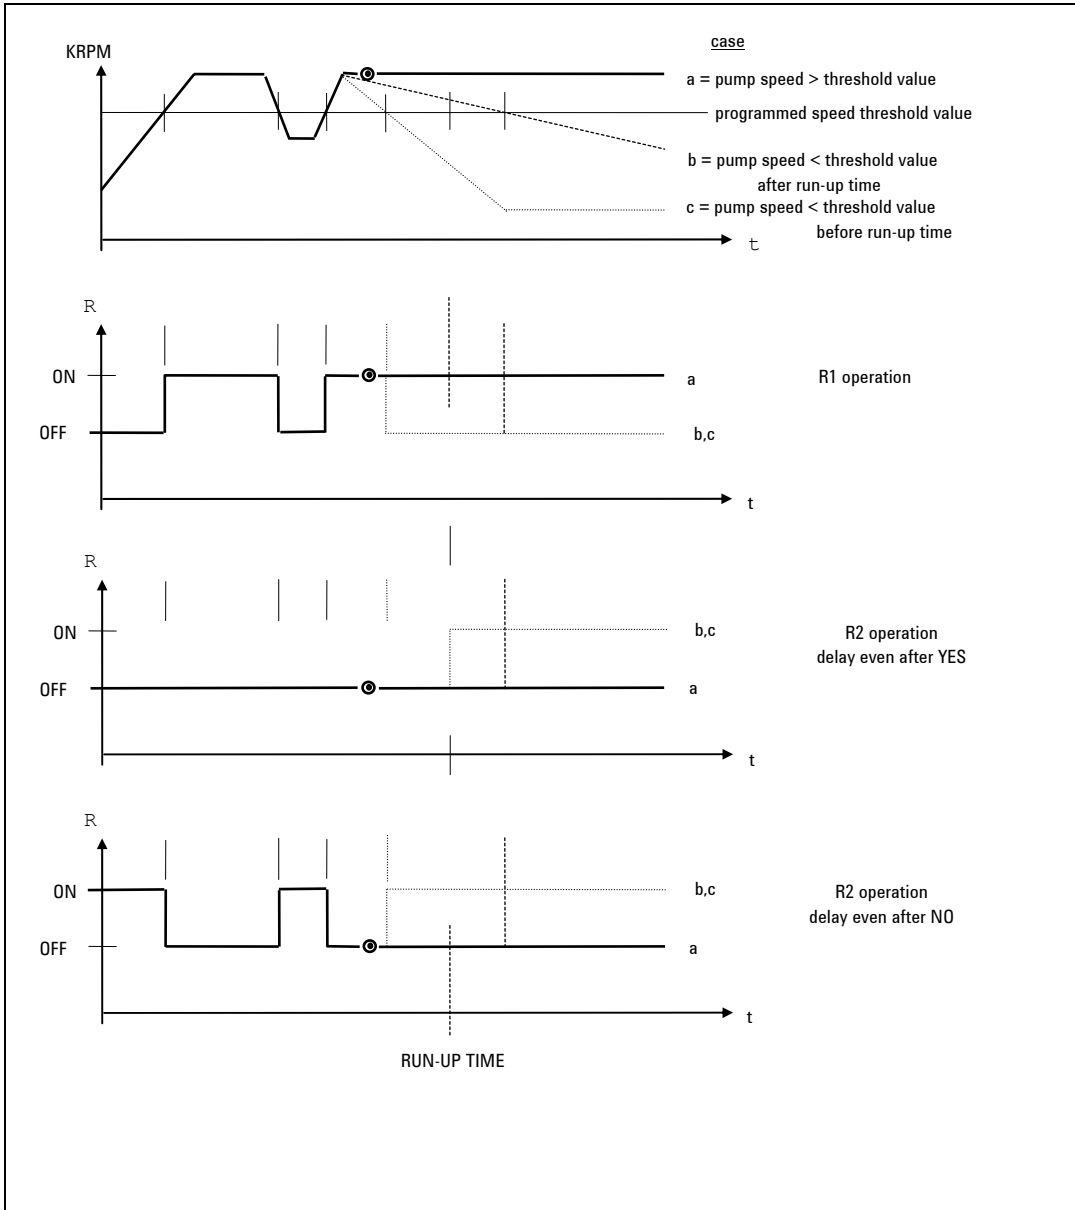 case
KRPM
a = pump speed > threshold value
programmed speed threshold value
b = pump speed < threshold value
after run-up time
c = pump speed < threshold value
before run-up time
t
R
ON
a
R1 operation
OFF
b,c
t
R
ON
b,c
R2 operation
delay even after YES
OFF
a
t
R
ON
b,c
R2 operation
delay even after NO
OFF
a
t
RUN-UP TIME